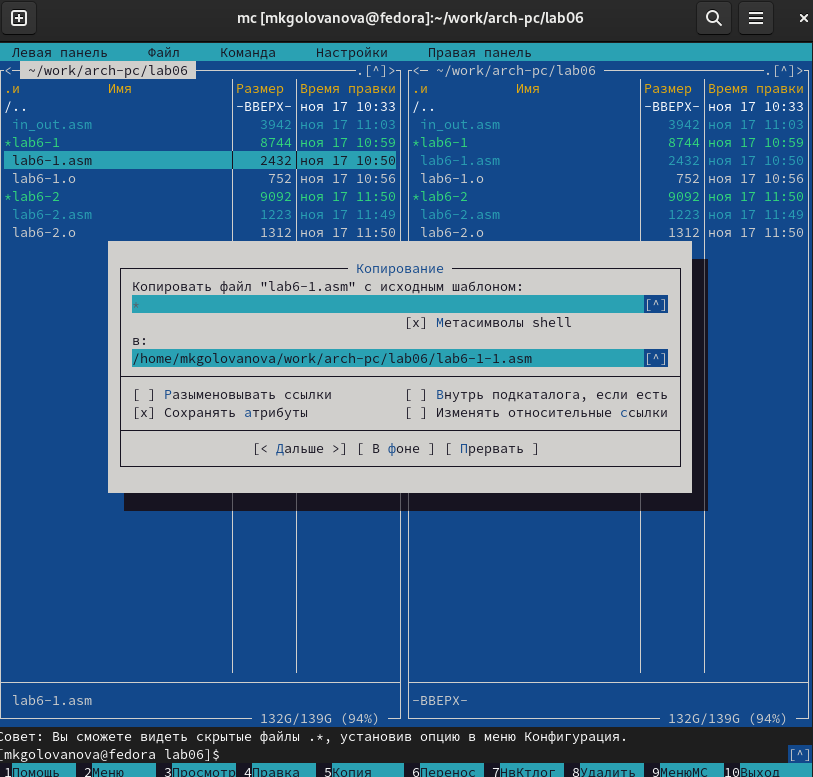 mc [mkgolovanova@fedora]:~/work/arch-pc/lab06
Левая панель Файл Команда Настройки Правая панель
<— ~/work/arch-pc/lab06 .[^]> <— ~/work/arch-pc/lab06 .[^]>
.и Имя Размер Время правки .и Имя Размер Время правки
/.. -ВВЕРХ- ноя 17 10:33 /.. -ВВЕРХ- ноя 17 10:33
in_out.asm 3942 ноя 17 11:03 in_out.asm 3942 ноя 17 11:03
*lab6-1 8744 ноя 17 10:59 *lab6-1 8744 ноя 17 10:59
lab6-1.asm 2432 ноя 17 10:50 lab6-1.asm 2432 ноя 17 10:50
lab6-1.o 752 ноя 17 10:56 lab6-1.o 752 ноя 17 10:56
*lab6-2 9092 ноя 17 11:50 *lab6-2 9092 ноя 17 11:50
lab6-2.asm 1223 ноя 17 11:49 lab6-2.asm 1223 ноя 17 11:49
lab6-2.o 1312 ноя 17 11:50 lab6-2.o 1312 ноя 17 11:50
Копирование
Копировать файл "lab6-1.asm" с исходным шаблоном:
* [^]
[x] Метасимволы shell
в:
/home/mkgolovanova/work/arch-pc/lab06/lab6-1-1.asm [^]
[ ] Разыменовывать ссылки [ ] Внутрь подкаталога, если есть
[x] Сохранять атрибуты [ ] Изменять относительные ссылки
[< Дальше >] [ В фоне ] [ Прервать ]
lab6-1.asm -ВВЕРХ-
132G/139G (94%) 132G/139G (94%)
Совет: Вы сможете видеть скрытые файлы .*, установив опцию в меню Конфигурация.
[mkgolovanova@fedora lab06]$ [^]
1Помощь 2Меню 3Просмотр 4Правка 5Копия 6Перенос 7НвКтлог 8Удалить 9МенюМС 10Выход